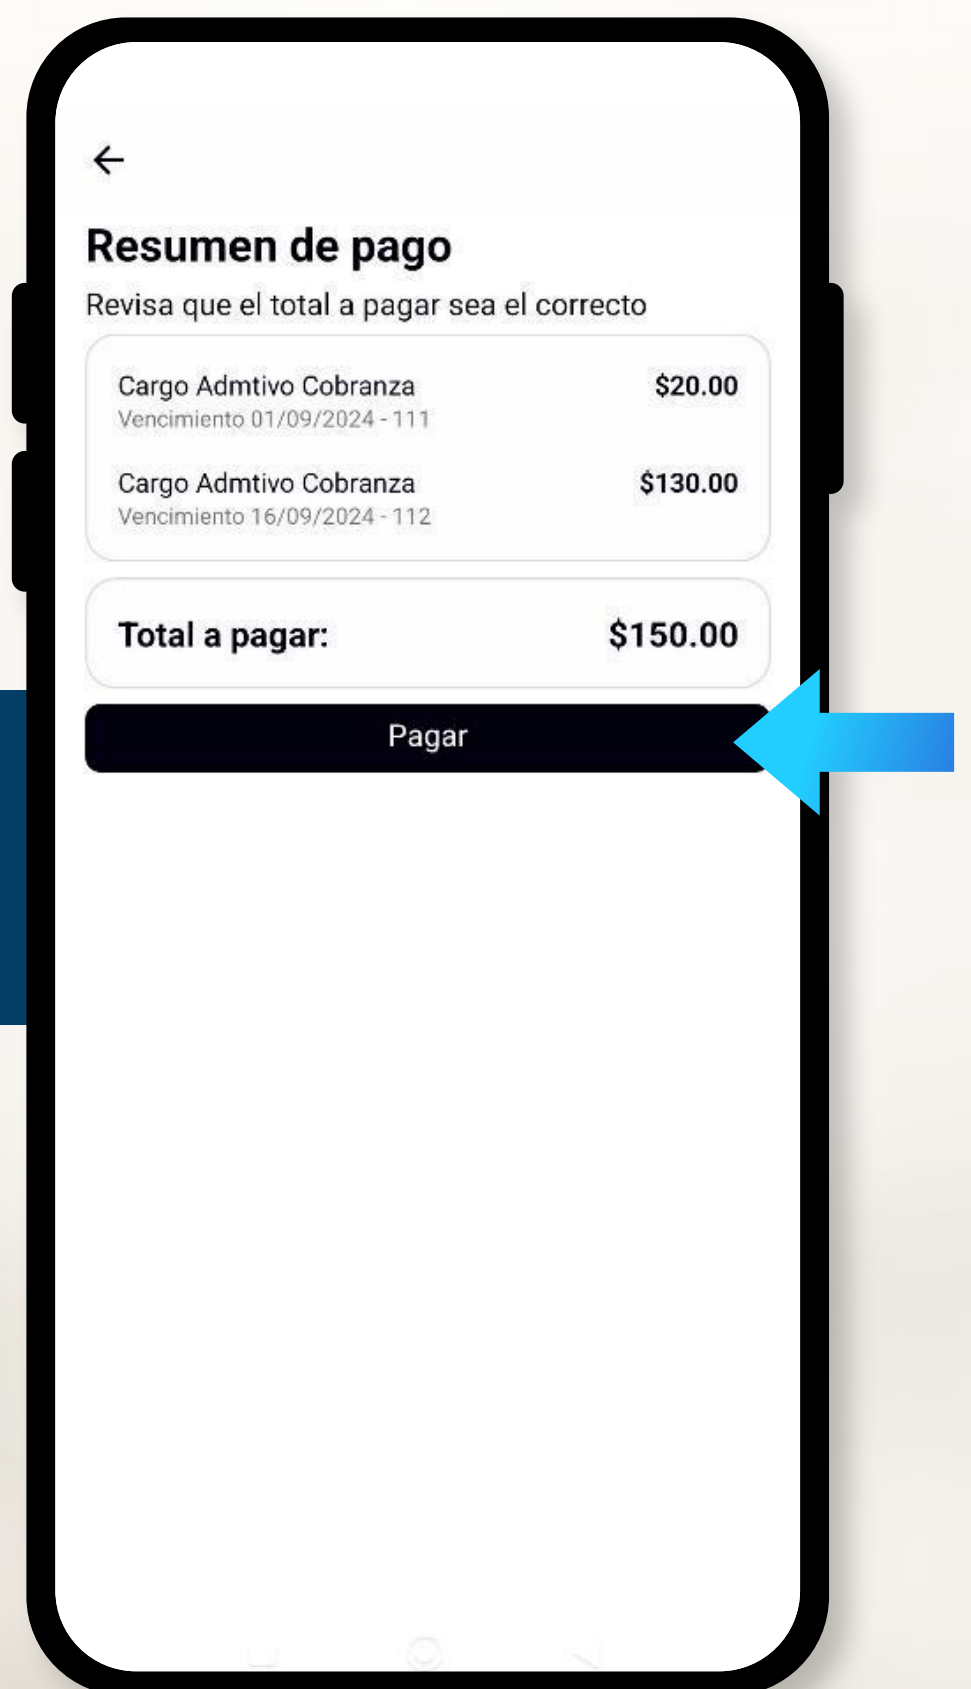 Resumen de pago
Revisa que el total a pagar sea el correcto
Cargo Admtivo Cobranza $20.00
Vencimiento 01/09/2024 - 111
Cargo Admtivo Cobranza $130.00
Vencimiento 16/09/2024 - 112
Total a pagar: $150.00
Pagar